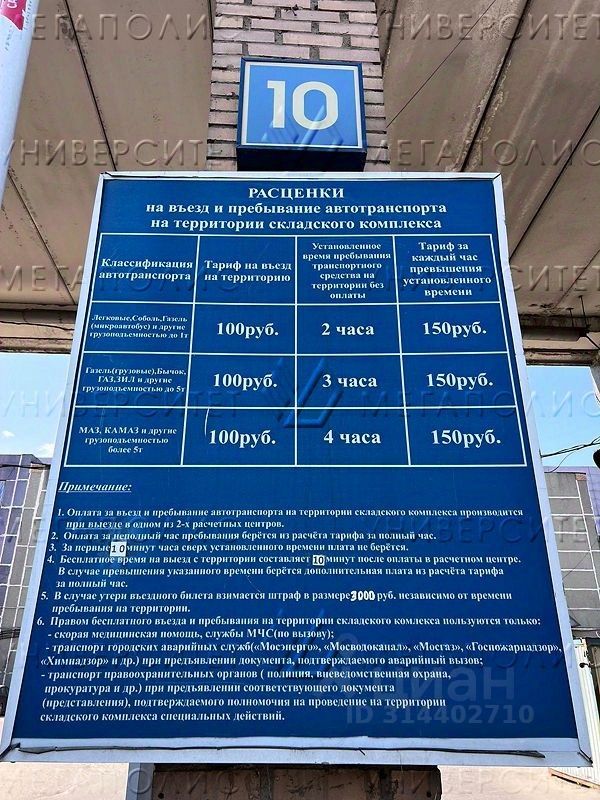 10
РАСЦЕНКИ
на въезд и пребывание автотранспорта
на территории складского комплекса
Классификация автотранспорта
Тариф на въезд на территорию
Установленное время пребывания транспортного средства на территории без оплаты
Тариф за каждый час превышения установленного времени
Легковые,Соболь,Газель (микроавтобус) и другие грузоподъемностью до 1т
100руб.
2 часа
150руб.
Газель(грузовые),Бычок, ГАЗ,ЗИЛ и другие грузоподъемностью до 5т
100руб.
3 часа
150руб.
МАЗ, КАМАЗ и другие грузоподъемностью более 5т
100руб.
4 часа
150руб.
Примечание:
1. Оплата за въезд и пребывание автотранспорта на территории складского комплекса производится
при выезде в одном из 2-х расчетных центров.
2. Оплата за неполный час пребывания берётся из расчёта тарифа за полный час.
3. За первые 10 минут часа сверх установленного времени плата не берётся.
4. Бесплатное время на выезд с территории составляет 10 минут после оплаты в расчетном центре.
В случае превышения указанного времени берётся дополнительная плата из расчёта тарифа
за полный час.
5. В случае утери въездного билета взимается штраф в размере 3000 руб. независимо от времени
пребывания на территории.
6. Правом бесплатного въезда и пребывания на территории складского комлекса пользуются только:
- скорая медицинская помощь, службы МЧС(по вызову);
- транспорт городских аварийных служб(«Мосэнерго», «Мосводоканал», «Мосгаз», «Госпожарнадзор»,
«Химнадзор» и др.) при предъявлении документа, подтверждаемого аварийный вызов;
- транспорт правоохранительных органов ( полиция, вневедомственная охрана,
прокуратура и др.) при предъявлении соответствующего документа
(представления), подтверждаемого полномочия на проведение на территории
складского комплекса специальных действий.
УНИВЕРСИТЕТ МЕГАПОЛИС
циан
ID 314402710